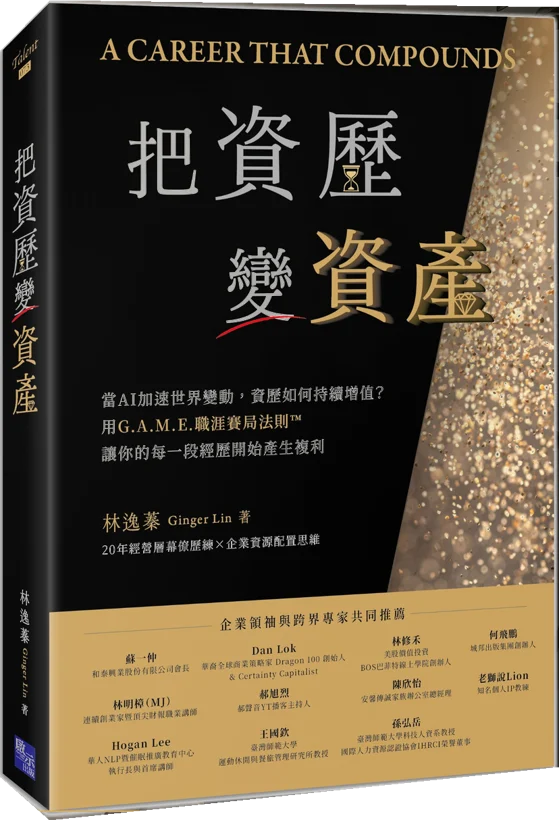 A CAREER THAT COMPOUNDS
把資歷
變資產
當AI加速世界變動，資歷如何持續增值？
用G.A.M.E.職涯賽局法則™
讓你的每一段經歷開始產生複利
林逸蓁 Ginger Lin 著
20年經營層幕僚歷練×企業資源配置思維
企業領袖與跨界專家共同推薦
蘇一仲
和泰興業股份有限公司會長
Dan Lok
華裔全球商業策略家 Dragon 100 創始人
& Certainty Capitalist
林修禾
美股價值投資
BOS巴菲特線上學院創辦人
何飛鵬
城邦出版集團創辦人
林明樟(MJ)
連續創業家暨頂尖財報職業講師
郝旭烈
郝聲音YT播客主持人
陳欣怡
安馨傳誠家族辦公室總經理
老獅說Lion
知名個人IP教練
Hogan Lee
華人NLP暨催眠推廣教育中心
執行長與首席講師
王國欽
臺灣師範大學
運動休閒與餐旅管理研究所教授
孫弘岳
臺灣師範大學科技人資系教授
國際人力資源認證協會IHRCI榮譽董事
Talent
把資歷變資產
林逸蓁 Ginger Lin 著
啟示
出版